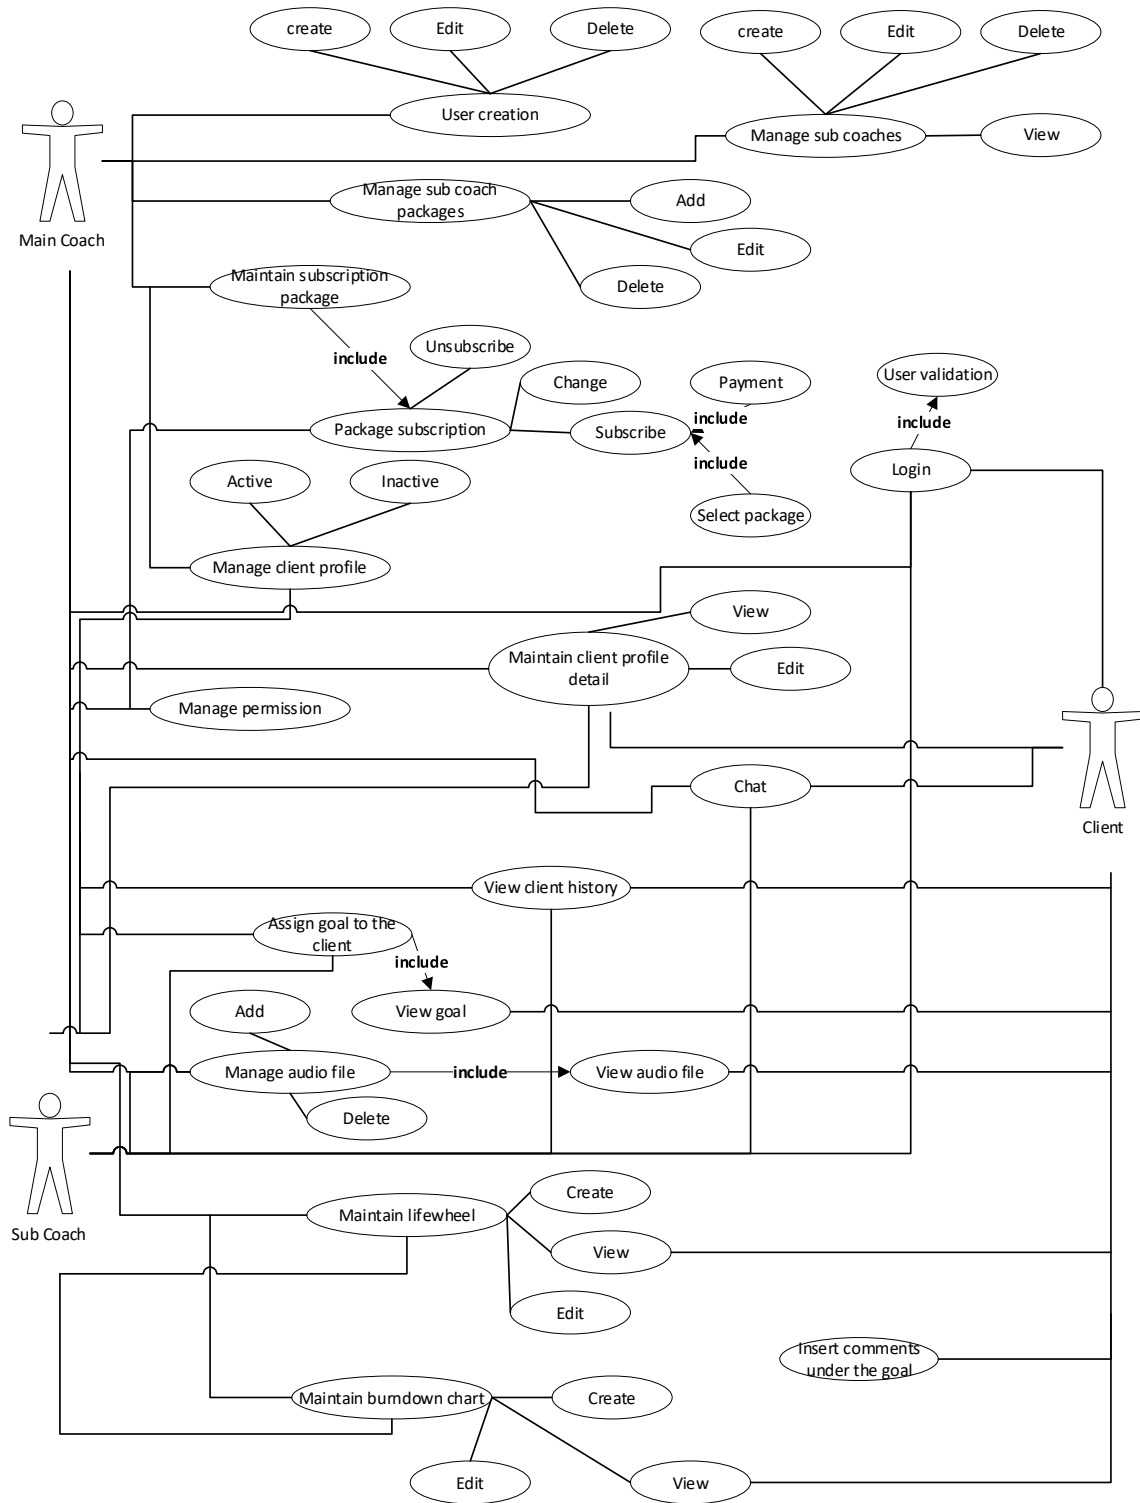 create
Edit
Delete
create
Edit
Delete
User creation
Manage sub coaches
View
Main Coach
Manage sub coach
packages
Add
Edit
Delete
Maintain subscription
package
include
Unsubscribe
Change
Payment
include
User validation
include
Package subscription
Subscribe
include
Login
Active
Inactive
Select package
Manage client profile
View
Maintain client profile
detail
Edit
Manage permission
Chat
Client
View client history
Assign goal to the
client
include
Add
View goal
Manage audio file
include
View audio file
Delete
Sub Coach
Create
Maintain lifewheel
View
Edit
Insert comments
under the goal
Maintain burndown chart
Create
Edit
View